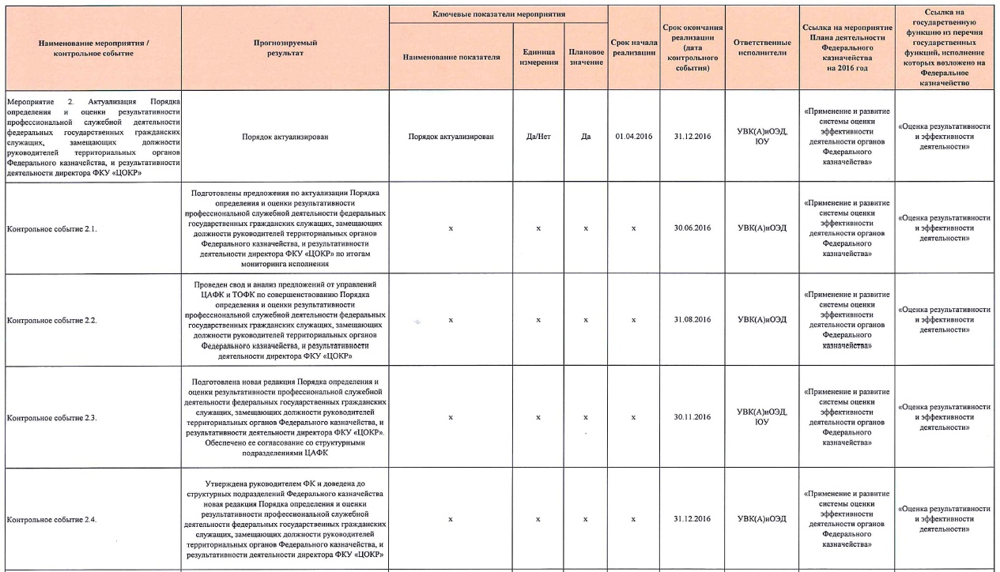 Наименование мероприятия /
контрольное событие
Прогнозируемый
результат
Ключевые показатели мероприятия
Наименование показателя
Единица
измерения
Плановое
значение
Срок начала
реализации
Срок окончания
реализации
(дата
контрольного
события)
Ответственные
исполнители
Ссылка на мероприятие
Плана деятельности
Федерального
казначейства
на 2016 год
Ссылка на
государственную
функцию из перечня
государственных
функций, исполнение
которых возложено на
Федеральное
казначейство
Мероприятие 2. Актуализация Порядка
определения и оценки результативности
профессиональной служебной деятельности
федеральных государственных гражданских
служащих, замещающих должности
руководителей территориальных органов
Федерального казначейства, и результативности
деятельности директора ФКУ «ЦОКР»
Порядок актуализирован
Порядок актуализирован
Да/Нет
Да
01.04.2016
31.12.2016
УВК(А)иОЭД,
ЮУ
«Применение и развитие
системы оценки
эффективности
деятельности органов
Федерального
казначейства»
«Оценка результативности
и эффективности
деятельности»
Контрольное событие 2.1.
Подготовлены предложения по актуализации Порядка
определения и оценки результативности
профессиональной служебной деятельности федеральных
государственных гражданских служащих, замещающих
должности руководителей территориальных органов
Федерального казначейства, и результативности
деятельности директора ФКУ «ЦОКР» по итогам
мониторинга исполнения
х
х
х
х
30.06.2016
УВК(А)иОЭД
«Применение и развитие
системы оценки
эффективности
деятельности органов
Федерального
казначейства»
«Оценка результативности
и эффективности
деятельности»
Контрольное событие 2.2.
Проведен свод и анализ предложений от управлений
ЦАФК и ТОФК по совершенствованию Порядка
определения и оценки результативности
профессиональной служебной деятельности федеральных
государственных гражданских служащих, замещающих
должности руководителей территориальных органов
Федерального казначейства, и результативности
деятельности директора ФКУ «ЦОКР»
х
х
х
х
31.08.2016
УВК(А)иОЭД
«Применение и развитие
системы оценки
эффективности
деятельности органов
Федерального
казначейства»
«Оценка результативности
и эффективности
деятельности»
Контрольное событие 2.3.
Подготовлена новая редакция Порядка определения и
оценки результативности профессиональной служебной
деятельности федеральных государственных гражданских
служащих, замещающих должности руководителей
территориальных органов Федерального казначейства, и
результативности деятельности директора ФКУ «ЦОКР».
Обеспечено ее согласование со структурными
подразделениями ЦАФК
х
х
х
х
30.11.2016
УВК(А)иОЭД,
ЮУ
«Применение и развитие
системы оценки
эффективности
деятельности органов
Федерального
казначейства»
«Оценка результативности
и эффективности
деятельности»
Контрольное событие 2.4.
Утверждена руководителем ФК и доведена до
структурных подразделений Федерального казначейства
новая редакция Порядка определения и оценки
результативности профессиональной служебной
деятельности федеральных государственных гражданских
служащих, замещающих должности руководителей
территориальных органов Федерального казначейства, и
результативности деятельности директора ФКУ «ЦОКР»
х
х
х
х
31.12.2016
УВК(А)иОЭД
«Применение и развитие
системы оценки
эффективности
деятельности органов
Федерального
казначейства»
«Оценка результативности
и эффективности
деятельности»